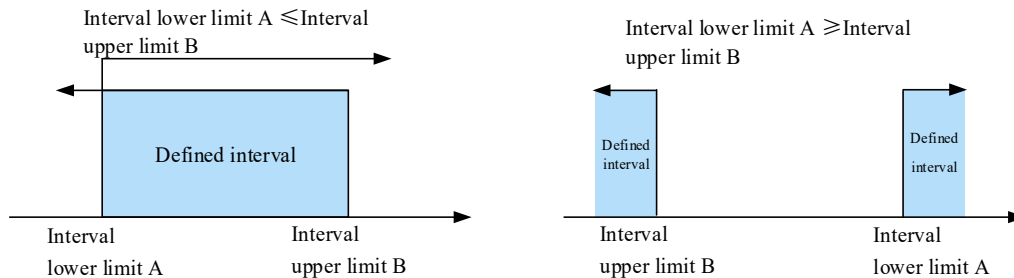 Interval lower limit A ≤Interval
upper limit B
Defined interval
Interval
lower limit A
Interval
upper limit B
Interval lower limit A ≥Interval
upper limit B
Defined
interval
Defined
interval
Interval
upper limit B
Interval
lower limit A